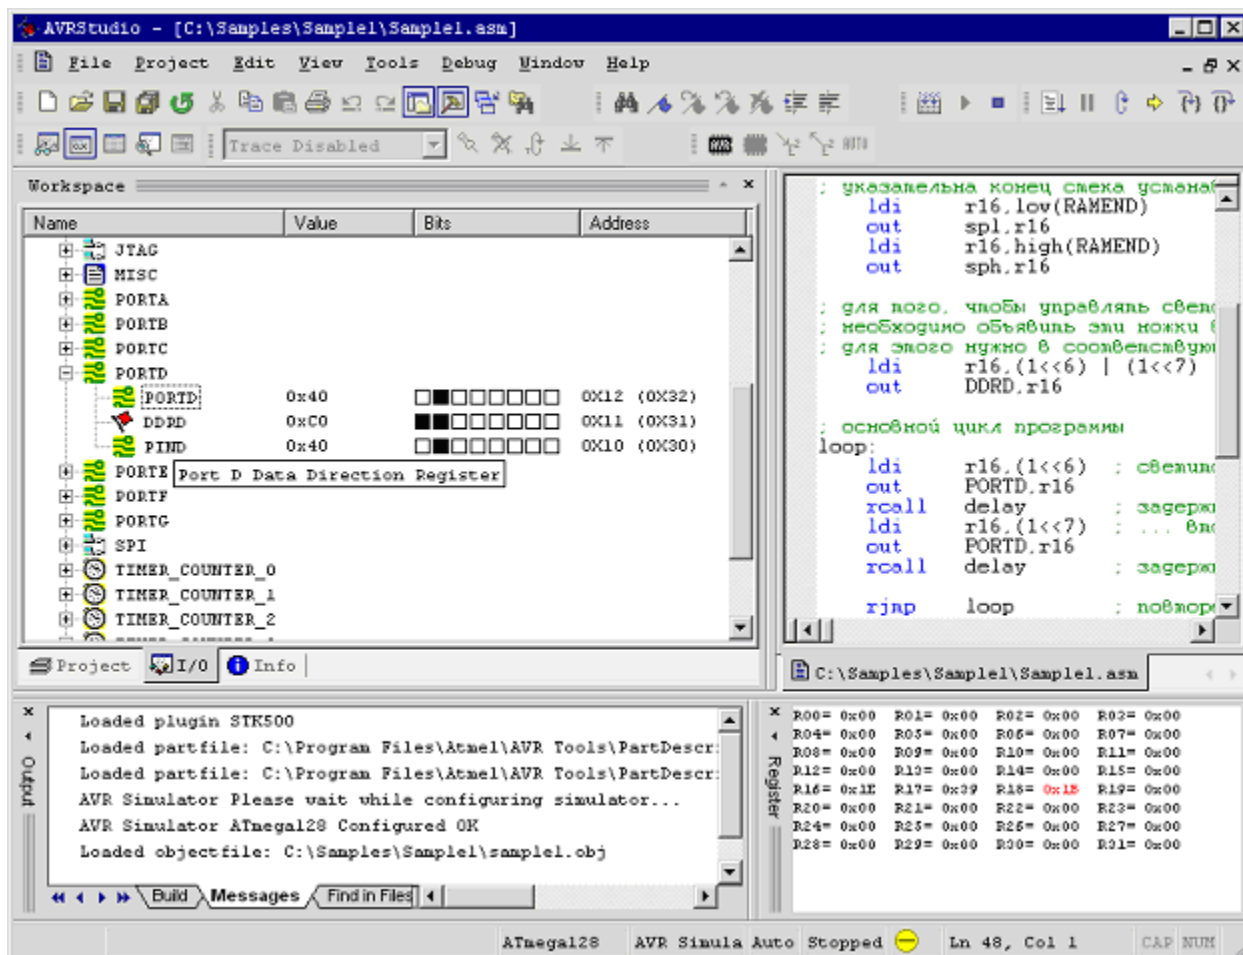 AVRStudio - [C:\Samples\Sample1\Sample1.asm]
File Project Edit View Tools Debug Window Help
Trace Disabled
AVR
AUTO
Workspace
Name Value Bits Address
JTAG
MISC
PORTA
PORTB
PORTC
PORTD
PORTD 0x40 0X12 (0X32)
DDRD 0xC0 0X11 (0X31)
PIND 0x40 0X10 (0X30)
PORTE
Port D Data Direction Register
PORTF
PORTG
SPI
TIMER_COUNTER_0
TIMER_COUNTER_1
TIMER_COUNTER_2
Project I/O Info
; указательна конец стека устана
ldi r16,low(RAMEND)
out spl,r16
ldi r16,high(RAMEND)
out sph,r16
; для того, чтобы управлять свет
; необходимо объявить эти ножки
; для этого нужно в соответствую
ldi r16,(1<<6) | (1<<7)
out DDRD,r16
; основной цикл программы
loop:
ldi r16,(1<<6) ; светитс
out PORTD,r16
rcall delay ; задерж
ldi r16,(1<<7) ; ... вто
out PORTD,r16
rcall delay ; задерж
rjmp loop ; повтор
C:\Samples\Sample1\Sample1.asm
Output
Loaded plugin STK500
Loaded partfile: C:\Program Files\Atmel\AVR Tools\PartDescr
Loaded partfile: C:\Program Files\Atmel\AVR Tools\PartDescr
AVR Simulator Please wait while configuring simulator...
AVR Simulator ATmega128 Configured OK
Loaded objectfile: C:\Samples\Sample1\sample1.obj
Build Messages Find in Files
Register
R00= 0x00 R01= 0x00 R02= 0x00 R03= 0x00
R04= 0x00 R05= 0x00 R06= 0x00 R07= 0x00
R08= 0x00 R09= 0x00 R10= 0x00 R11= 0x00
R12= 0x00 R13= 0x00 R14= 0x00 R15= 0x00
R16= 0x1E R17= 0x39 R18= 0x1B R19= 0x00
R20= 0x00 R21= 0x00 R22= 0x00 R23= 0x00
R24= 0x00 R25= 0x00 R26= 0x00 R27= 0x00
R28= 0x00 R29= 0x00 R30= 0x00 R31= 0x00
ATmega128 AVR Simula Auto Stopped Ln 48, Col 1 CAP NUM